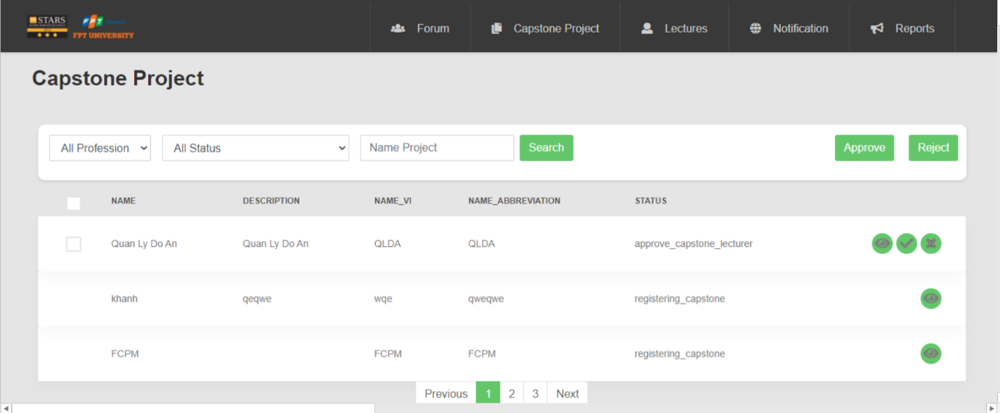 STARS
FPT
FPT UNIVERSITY
Forum
Capstone Project
Lectures
Notification
Reports
Capstone Project
All Profession
All Status
Name Project
Search
Approve
Reject
NAME DESCRIPTION NAME_VI NAME_ABBREVIATION STATUS
Quan Ly Do An Quan Ly Do An QLDA QLDA approve_capstone_lecturer
khanh qeqwe wqe qweqwe registering_capstone
FCPM FCPM FCPM registering_capstone
Previous 1 2 3 Next